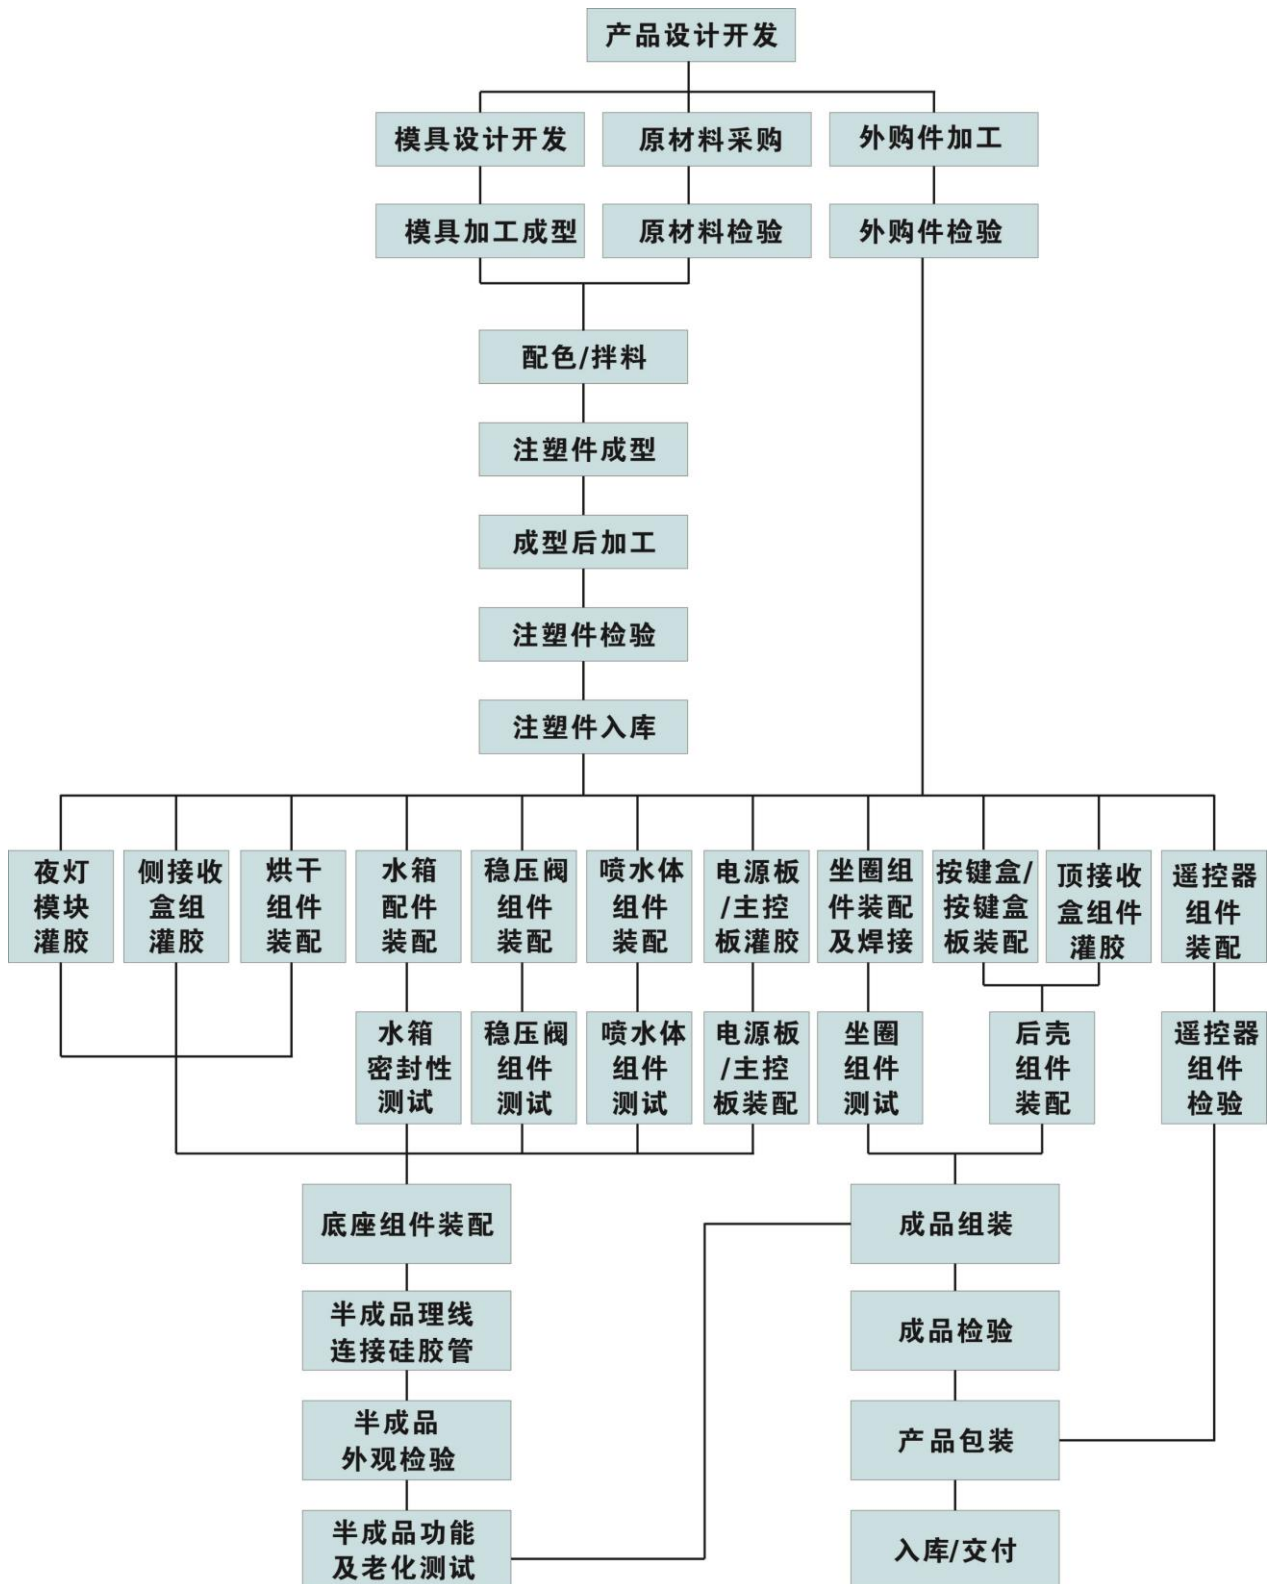 产品设计开发
模具设计开发
原材料采购
外购件加工
模具加工成型
原材料检验
外购件检验
配色/拌料
注塑件成型
成型后加工
注塑件检验
注塑件入库
夜灯
模块
灌胶
侧接收
盒组
灌胶
烘干
组件
装配
水箱
配件
装配
稳压阀
组件
装配
喷水体
组件
装配
电源板
/主控
板灌胶
坐圈组
件装配
及焊接
按键盒/
按键盒
板装配
顶接收
盒组件
灌胶
遥控器
组件
装配
水箱
密封性
测试
稳压阀
组件
测试
喷水体
组件
测试
电源板
/主控
板装配
坐圈
组件
测试
后壳
组件
装配
遥控器
组件
检验
底座组件装配
成品组装
半成品理线
连接硅胶管
成品检验
半成品
外观检验
产品包装
半成品功能
及老化测试
入库/交付